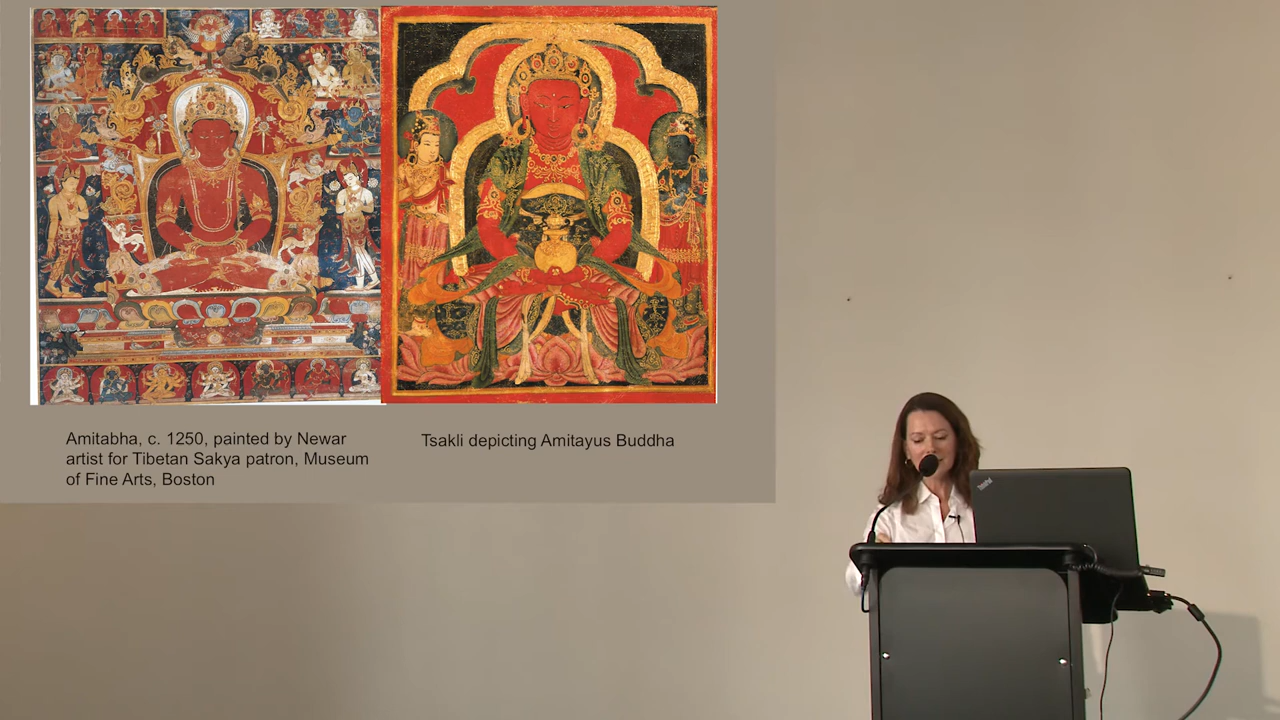 Amitabha, c. 1250, painted by Newar
artist for Tibetan Sakya patron, Museum
of Fine Arts, Boston
Tsakli depicting Amitayus Buddha
ThinkPad